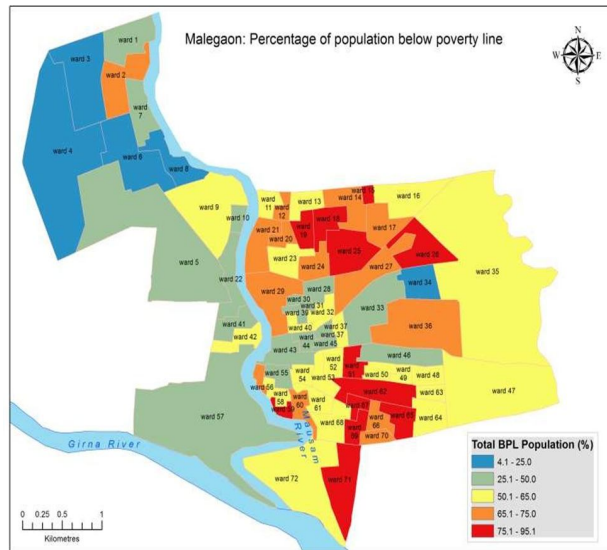 Malegaon: Percentage of population below poverty line
N
W
E
S
ward 1
ward 3
ward 2
ward 7
ward 4
ward 6
ward 8
ward 9
ward 10
ward 11
ward 12
ward 13
ward 14
ward 15
ward 16
ward 21
ward 20
ward 19
ward 18
ward 17
ward 5
ward 22
ward 23
ward 24
ward 25
ward 27
ward 26
ward 35
ward 29
ward 28
ward 34
ward 30
ward 31
ward 39
ward 32
ward 33
ward 36
ward 41
ward 42
ward 40
ward 37
ward 37
ward 44
ward 45
ward 43
ward 46
ward 52
ward 51
ward 50
ward 49
ward 48
ward 47
ward 55
ward 54
ward 53
ward 56
ward 62
ward 63
ward 58
ward 60
ward 61
ward 64
ward 57
ward 68
ward 66
ward 70
ward 69
ward 72
ward 71
Mausam
River
Girna River
Total BPL Population (%)
4.1 - 25.0
25.1 - 50.0
50.1 - 65.0
65.1 - 75.0
75.1 - 95.1
0 0.25 0.5 1
Kilometres